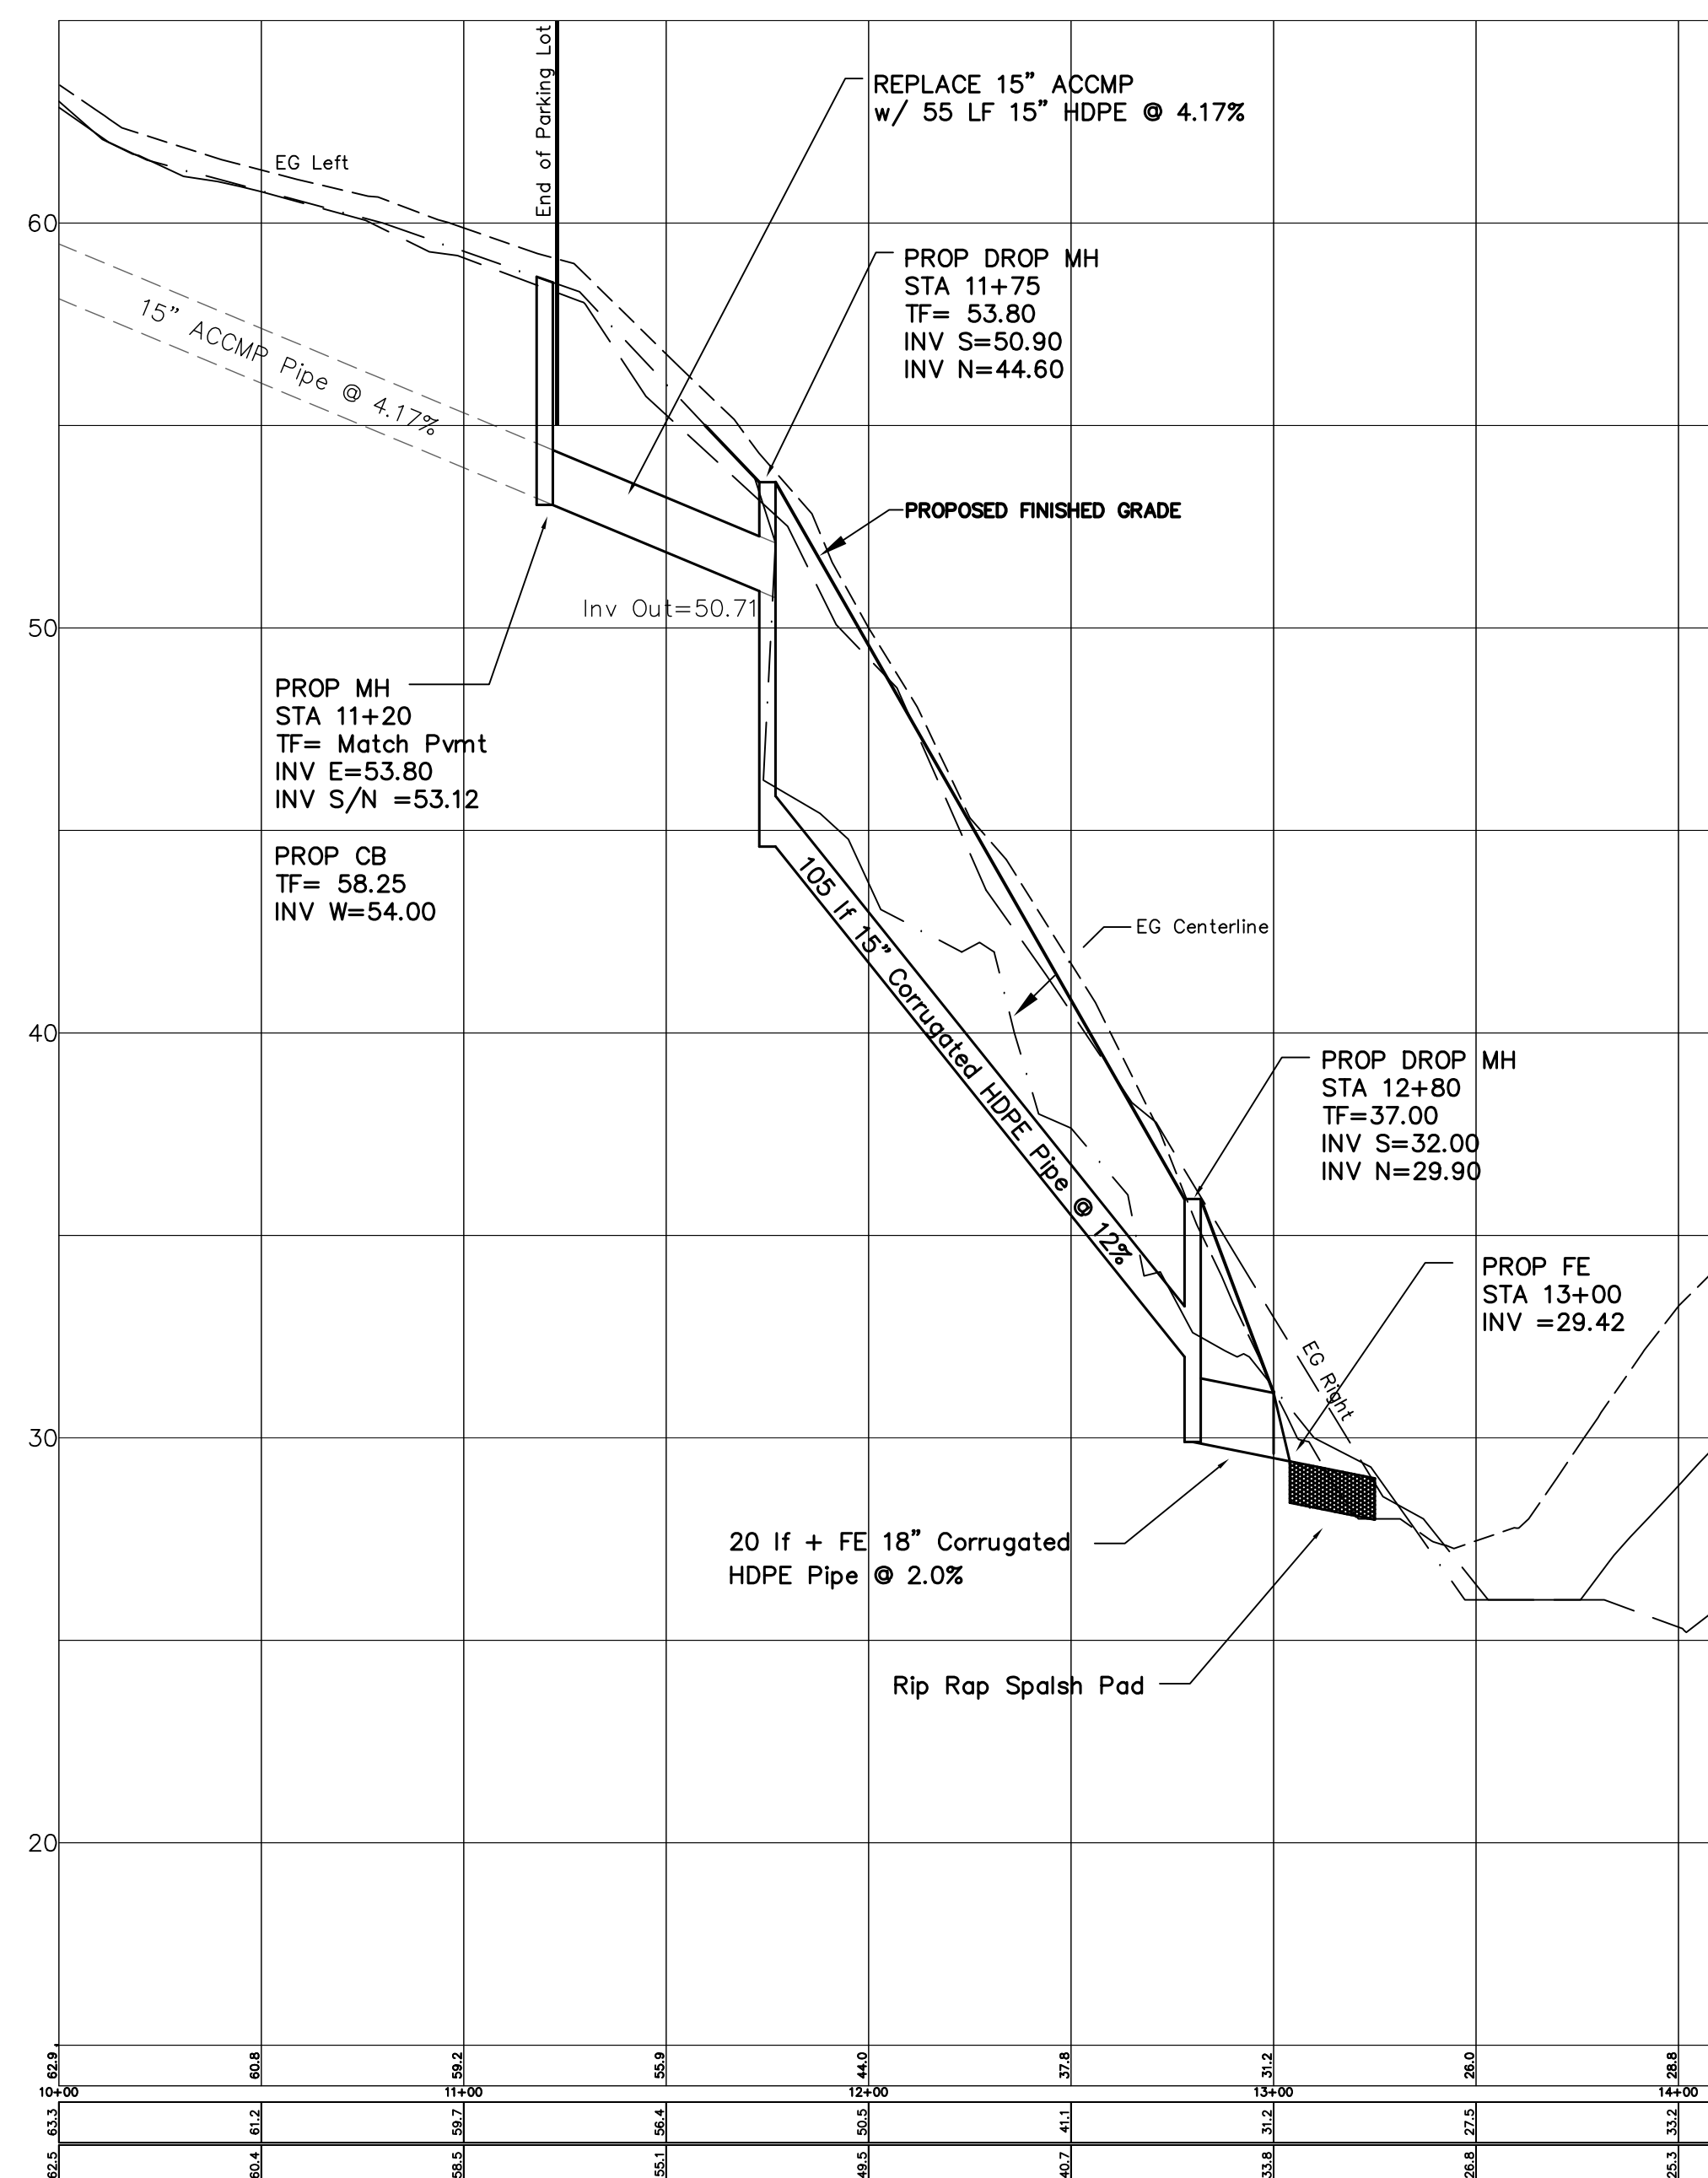 End of Parking Lot
REPLACE 15” ACCMP
w/ 55 LF 15” HDPE @ 4.17%
EG Left
60
PROP DROP MH
STA 11+75
TF= 53.80
INV S=50.90
INV N=44.60
15” ACCMP Pipe @ 4.17%
PROPOSED FINISHED GRADE
Inv Out=50.71
50
PROP MH
STA 11+20
TF= Match Pvmt
INV E=53.80
INV S/N =53.12
PROP CB
TF= 58.25
INV W=54.00
105 lf 15” Corrugated HDPE Pipe @ 12%
EG Centerline
40
PROP DROP MH
STA 12+80
TF=37.00
INV S=32.00
INV N=29.90
PROP FE
STA 13+00
INV =29.42
EG Right
30
20 lf + FE 18” Corrugated
HDPE Pipe @ 2.0%
Rip Rap Spalsh Pad
20
62.9 60.8 59.2 55.9 44.0 37.8 31.2 26.0 28.8
10+00 11+00 12+00 13+00 14+00
63.3 61.2 59.7 56.4 50.5 41.1 31.2 27.5 33.2
62.5 60.4 58.5 55.1 49.5 40.7 33.8 26.8 25.3